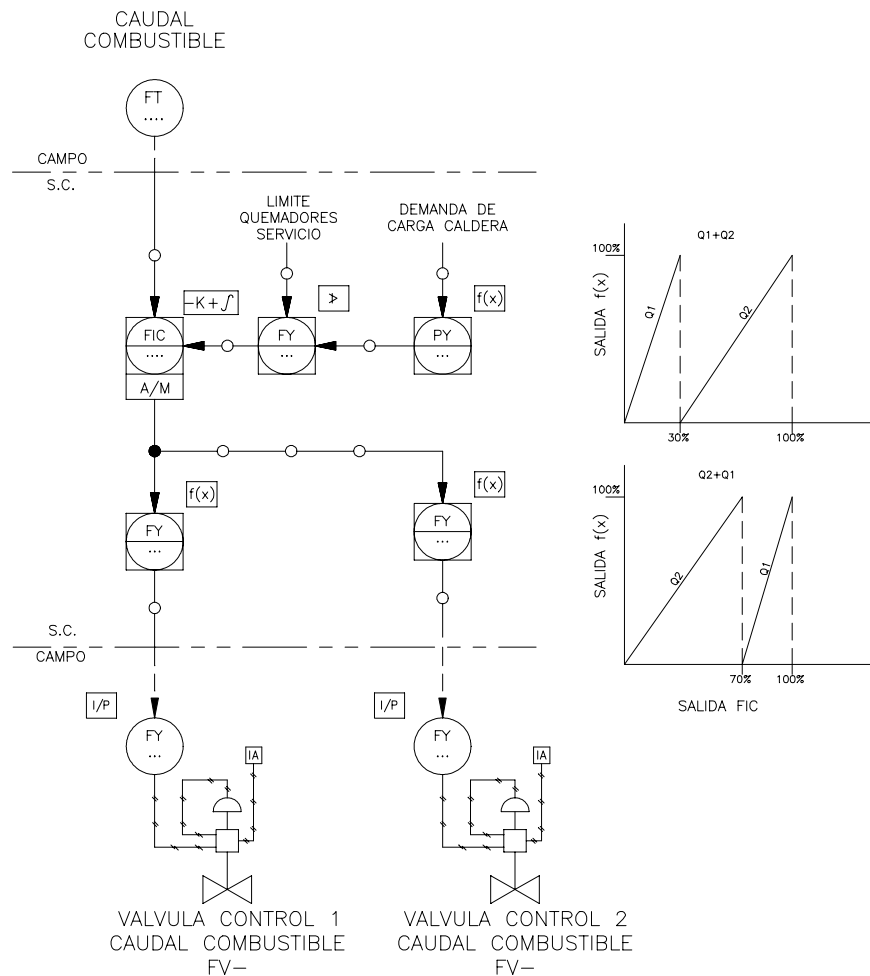 CAUDAL
COMBUSTIBLE
FT
....
CAMPO
S.C.
LIMITE
QUEMADORES
SERVICIO
DEMANDA DE
CARGA CALDERA
-K+∫
≯
f(x)
FIC
....
FY
...
PY
...
A/M
f(x)
f(x)
FY
...
FY
...
S.C.
CAMPO
I/P
I/P
FY
...
FY
...
IA
IA
VALVULA CONTROL 1
CAUDAL COMBUSTIBLE
FV-
VALVULA CONTROL 2
CAUDAL COMBUSTIBLE
FV-
100%
Q1+Q2
SALIDA f(x)
Q1
Q2
30%
100%
100%
Q2+Q1
SALIDA f(x)
Q2
Q1
70%
100%
SALIDA FIC